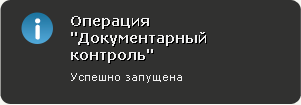 Операция
"Документарный
контроль"
Успешно запущена